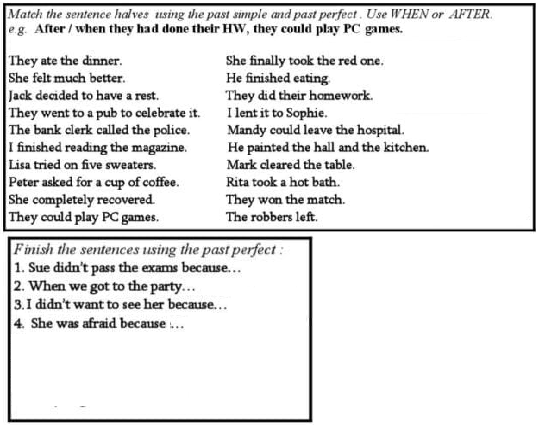 Match the sentence halves using the past simple and past perfect. Use WHEN or AFTER.
e.g. After / when they had done their HW, they could play PC games.
They ate the dinner. She finally took the red one.
She felt much better. He finished eating.
Jack decided to have a rest. They did their homework.
They went to a pub to celebrate it. I lent it to Sophie.
The bank clerk called the police. Mandy could leave the hospital.
I finished reading the magazine. He painted the hall and the kitchen.
Lisa tried on five sweaters. Mark cleared the table.
Peter asked for a cup of coffee. Rita took a hot bath.
She completely recovered. They won the match.
They could play PC games. The robbers left.
Finish the sentences using the past perfect :
1. Sue didn't pass the exams because…
2. When we got to the party…
3. I didn't want to see her because…
4. She was afraid because :…